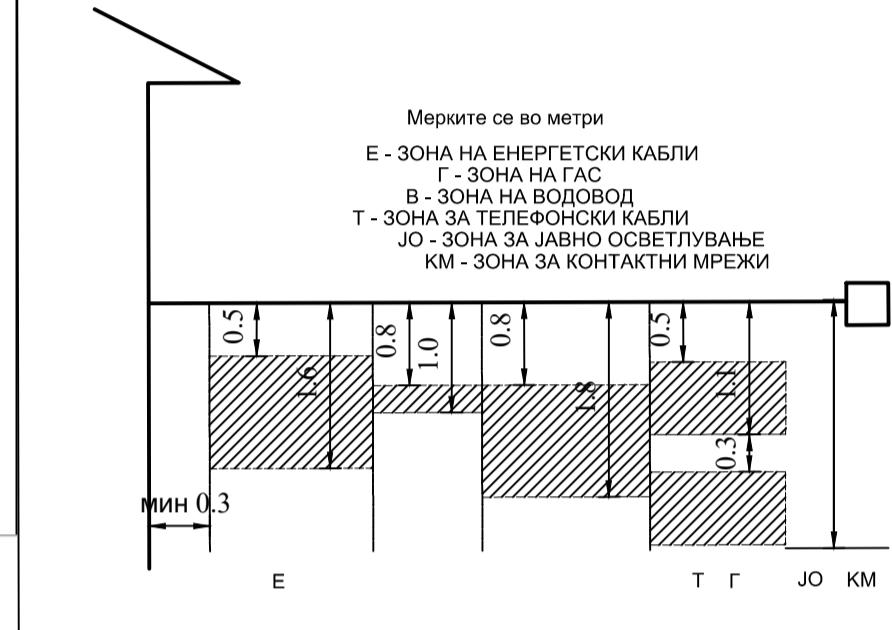 Мерките се во метри
Е - ЗОНА НА ЕНЕРГЕТСКИ КАБЛИ
Г - ЗОНА НА ГАС
В - ЗОНА НА ВОДОВОД
Т - ЗОНА ЗА ТЕЛЕФОНСКИ КАБЛИ
ЈО - ЗОНА ЗА ЈАВНО ОСВЕТЛУВАЊЕ
КМ - ЗОНА ЗА КОНТАКТНИ МРЕЖИ
0.5
1.6
0.8
1.0
0.8
1.8
0.5
1.1
0.3
мин 0.3
Е
Т Г ЈО КМ